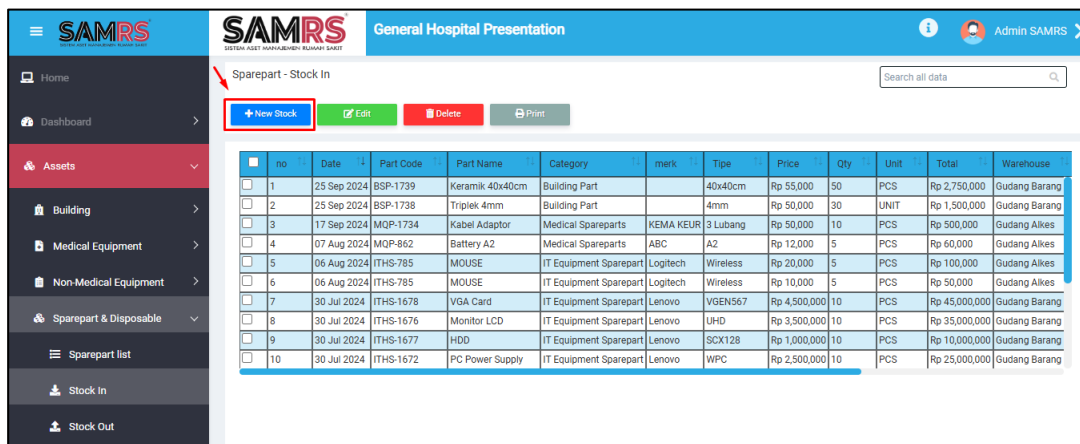 SAMRS
SISTEM ASET MANAJEMEN RUMAH SAKIT
SAMRS
SISTEM ASET MANAJEMEN RUMAH SAKIT
General Hospital Presentation
Admin SAMRS
Home
Dashboard
Assets
Building
Medical Equipment
Non-Medical Equipment
Sparepart & Disposable
Sparepart list
Stock In
Stock Out
Sparepart - Stock In
Search all data
New Stock Edit Delete Print
no Date Part Code Part Name Category merk Tipe Price Qty Unit Total Warehouse
1 25 Sep 2024 BSP-1739 Keramik 40x40cm Building Part 40x40cm Rp 55,000 50 PCS Rp 2,750,000 Gudang Barang
2 25 Sep 2024 BSP-1738 Triplek 4mm Building Part 4mm Rp 50,000 30 UNIT Rp 1,500,000 Gudang Barang
3 17 Sep 2024 MQP-1734 Kabel Adaptor Medical Spareparts KEMA KEUR 3 Lubang Rp 50,000 10 PCS Rp 500,000 Gudang Alkes
4 07 Aug 2024 MQP-862 Battery A2 Medical Spareparts ABC A2 Rp 12,000 5 PCS Rp 60,000 Gudang Alkes
5 06 Aug 2024 ITHS-785 MOUSE IT Equipment Sparepart Logitech Wireless Rp 20,000 5 PCS Rp 100,000 Gudang Alkes
6 06 Aug 2024 ITHS-785 MOUSE IT Equipment Sparepart Logitech Wireless Rp 10,000 5 PCS Rp 50,000 Gudang Alkes
7 30 Jul 2024 ITHS-1678 VGA Card IT Equipment Sparepart Lenovo VGEN567 Rp 4,500,000 10 PCS Rp 45,000,000 Gudang Barang
8 30 Jul 2024 ITHS-1676 Monitor LCD IT Equipment Sparepart Lenovo UHD Rp 3,500,000 10 PCS Rp 35,000,000 Gudang Barang
9 30 Jul 2024 ITHS-1677 HDD IT Equipment Sparepart Lenovo SCX128 Rp 1,000,000 10 PCS Rp 10,000,000 Gudang Barang
10 30 Jul 2024 ITHS-1672 PC Power Supply IT Equipment Sparepart Lenovo WPC Rp 2,500,000 10 PCS Rp 25,000,000 Gudang Barang